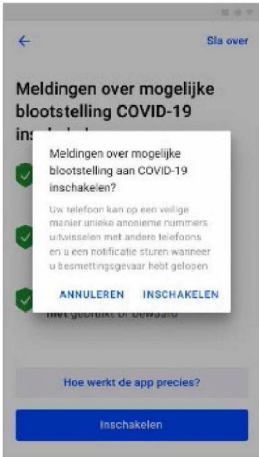 Sla over
Meldingen over mogelijke
blootstelling COVID-19
Meldingen over mogelijke
blootstelling aan COVID-19
inschakelen?
Uw telefoon kan op een veilige
manier unieke anonieme nummers
uitwisselen met andere telefoons
en u een notificatie sturen wanneer
u besmettingsgevaar hebt gelopen
ANNULEREN INSCHAKELEN
niet gebruikt of bewaard
Hoe werkt de app precies?
Inschakelen